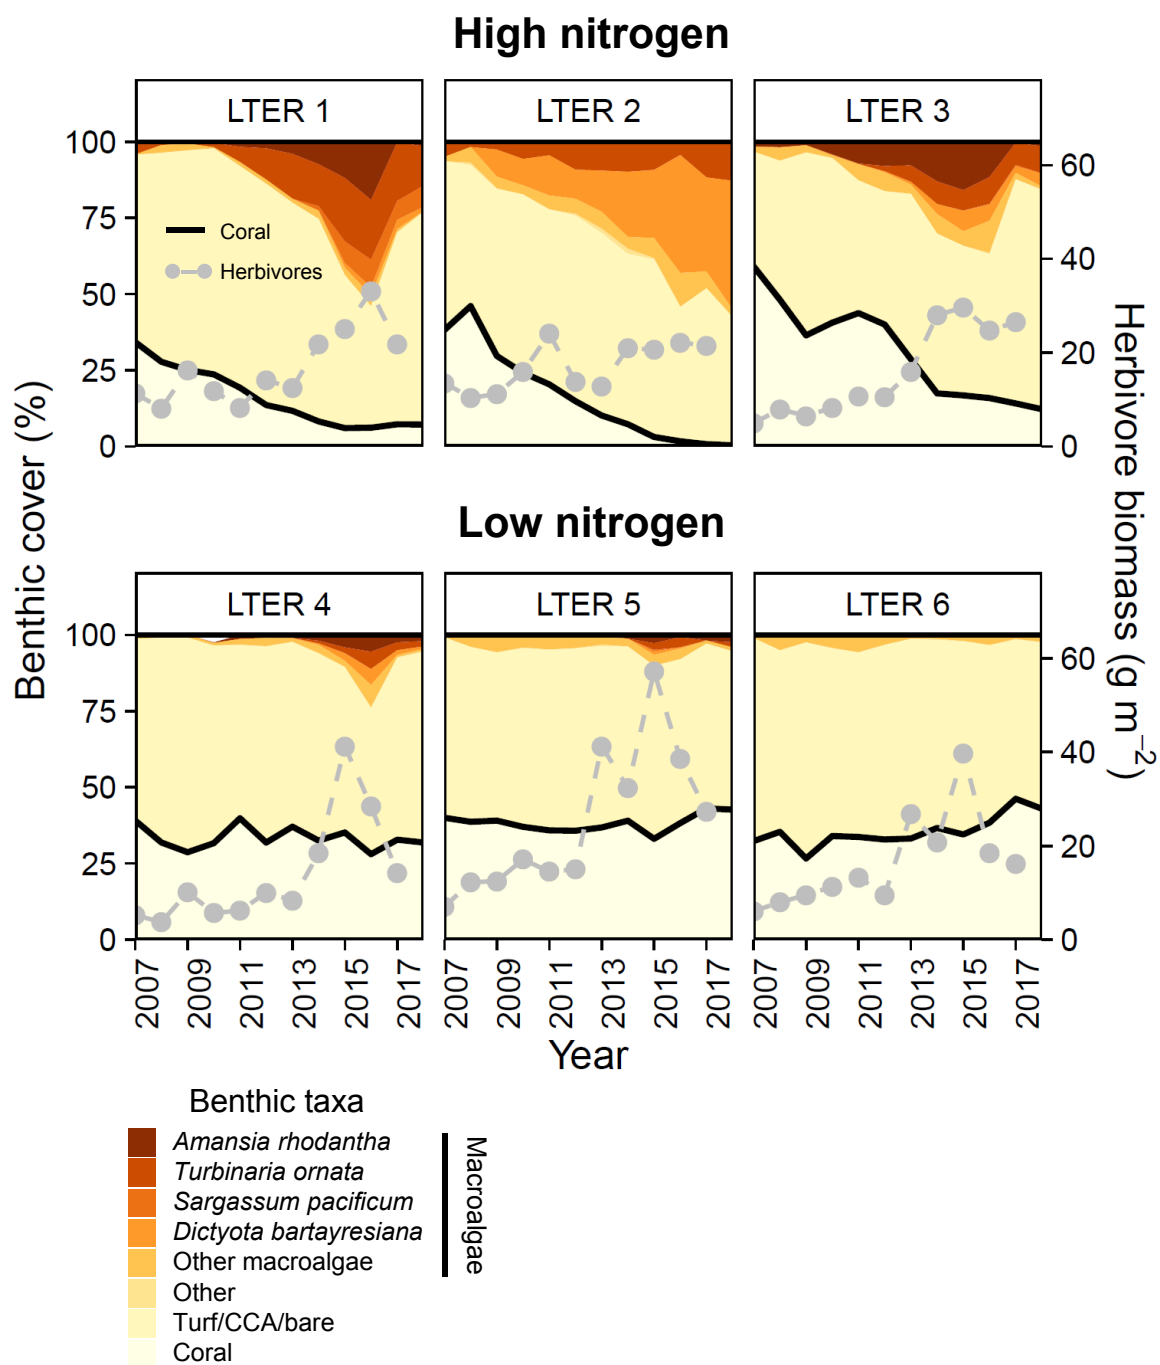 High nitrogen
LTER 1
LTER 2
LTER 3
100
75
50
25
0
Coral
Herbivores
60
40
20
0
Low nitrogen
LTER 4
LTER 5
LTER 6
100
75
50
25
0
60
40
20
0
Benthic cover (%)
Herbivore biomass (g m−2)
2007
2009
2011
2013
2015
2017
2007
2009
2011
2013
2015
2017
2007
2009
2011
2013
2015
2017
Year
Benthic taxa
Amansia rhodantha
Turbinaria ornata
Sargassum pacificum
Dictyota bartayresiana
Other macroalgae
Other
Turf/CCA/bare
Coral
Macroalgae